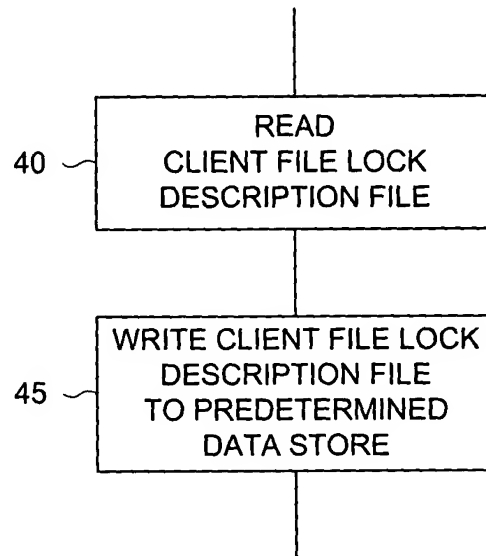 READ
40
CLIENT FILE LOCK
DESCRIPTION FILE
WRITE CLIENT FILE LOCK
DESCRIPTION FILE
45
TO PREDETERMINED
DATA STORE